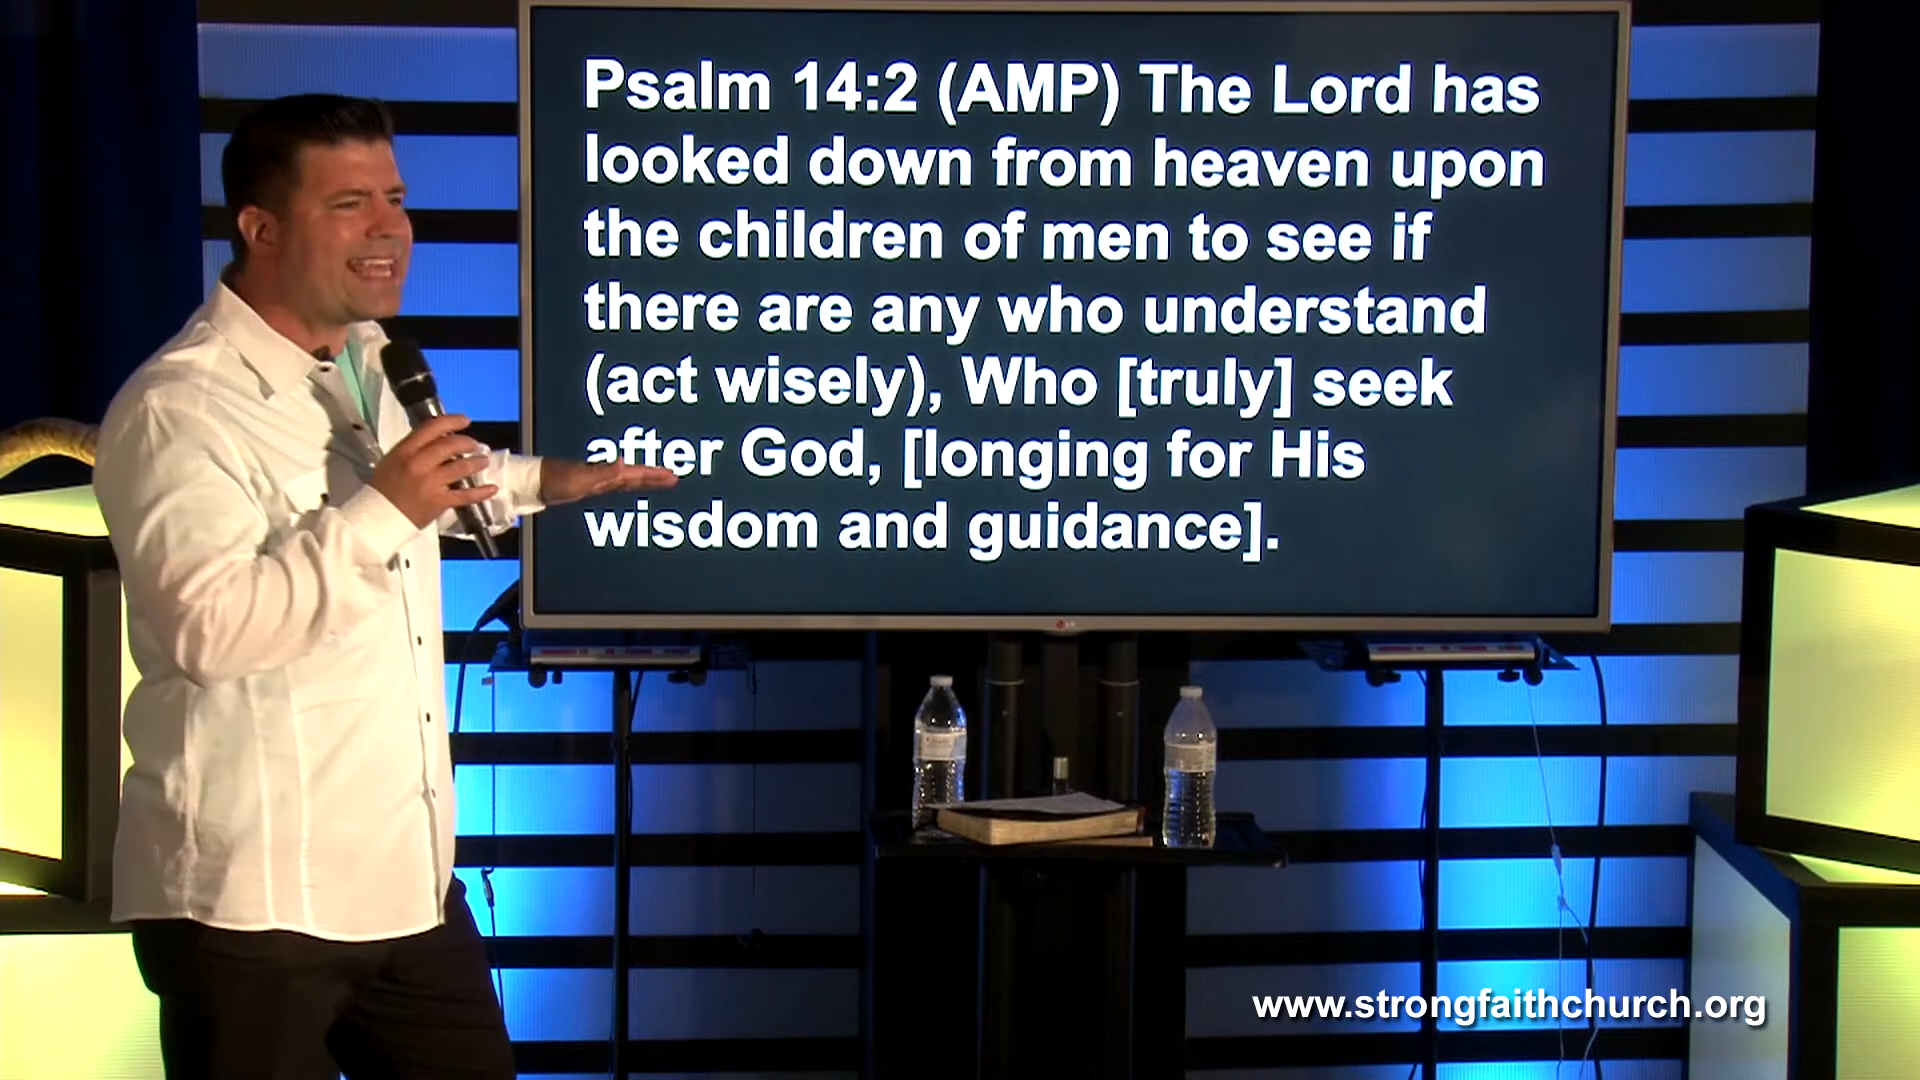 Psalm 14:2 (AMP) The Lord has
looked down from heaven upon
the children of men to see if
there are any who understand
(act wisely), Who [truly] seek
after God, [longing for His
wisdom and guidance].
LG
www.strongfaithchurch.org